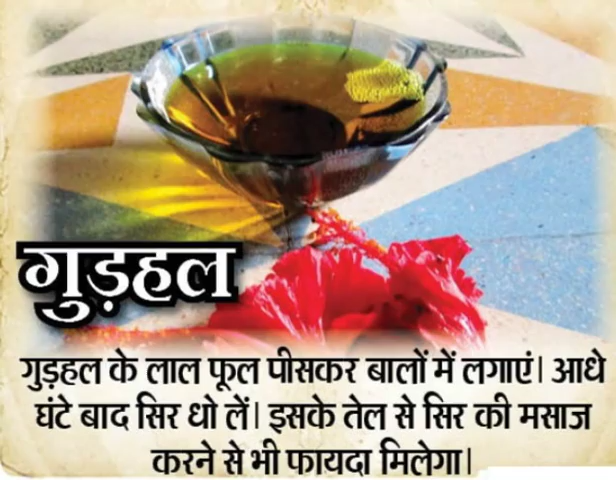 गुड़हल
गुड़हल के लाल फूल पीसकर बालों में लगाएं। आधे
घंटे बाद सिर धो लें। इसके तेल से सिर की मसाज
करने से भी फायदा मिलेगा।